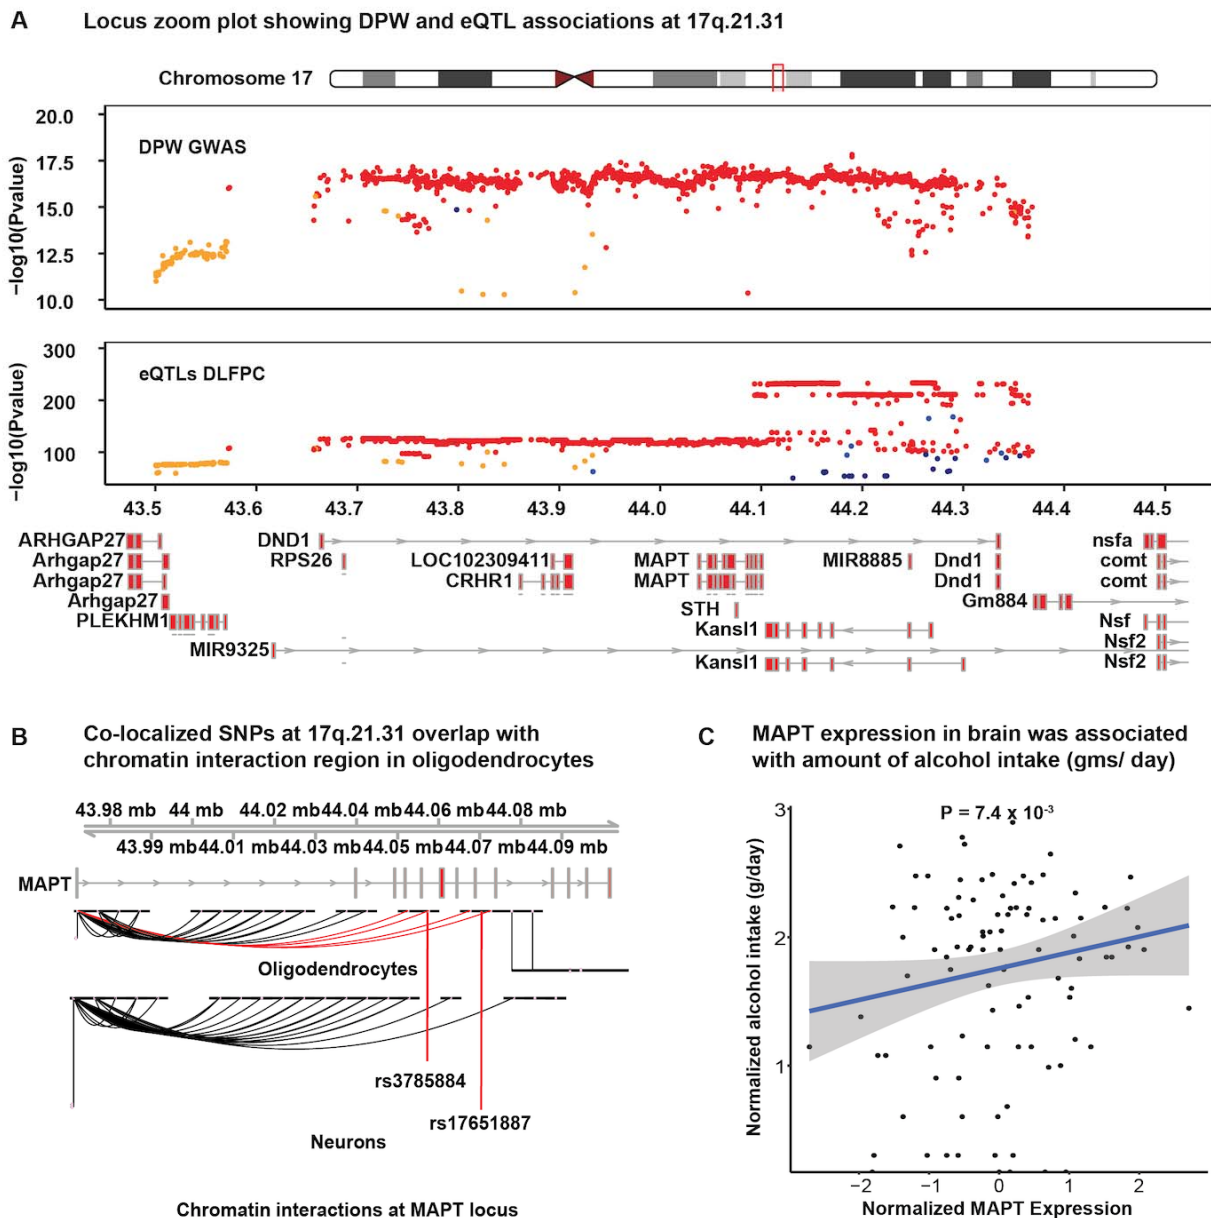 A Locus zoom plot showing DPW and eQTL associations at 17q.21.31
Chromosome 17
DPW GWAS
−log10(Pvalue)
20.0
17.5
15.0
12.5
10.0
eQTLs DLFPC
−log10(Pvalue)
300
200
100
43.5 43.6 43.7 43.8 43.9 44.0 44.1 44.2 44.3 44.4 44.5
ARHGAP27 DND1 nsfa
Arhgap27 RPS26 LOC102309411 MAPT MIR8885 Dnd1 comt
Arhgap27 CRHR1 MAPT Dnd1 comt
Arhgap27 Gm884
STH
PLEKHM1 Kansl1 Nsf
MIR9325 Nsf2
Kansl1 Nsf2
B Co-localized SNPs at 17q.21.31 overlap with
chromatin interaction region in oligodendrocytes
43.98 mb 44 mb 44.02 mb 44.04 mb 44.06 mb 44.08 mb
43.99 mb 44.01 mb 44.03 mb 44.05 mb 44.07 mb 44.09 mb
MAPT
Oligodendrocytes
rs3785884
rs17651887
Neurons
Chromatin interactions at MAPT locus
C MAPT expression in brain was associated
with amount of alcohol intake (gms/ day)
P = 7.4 x 10⁻³
Normalized alcohol intake (g/day)
3
2
1
−2 −1 0 1 2
Normalized MAPT Expression